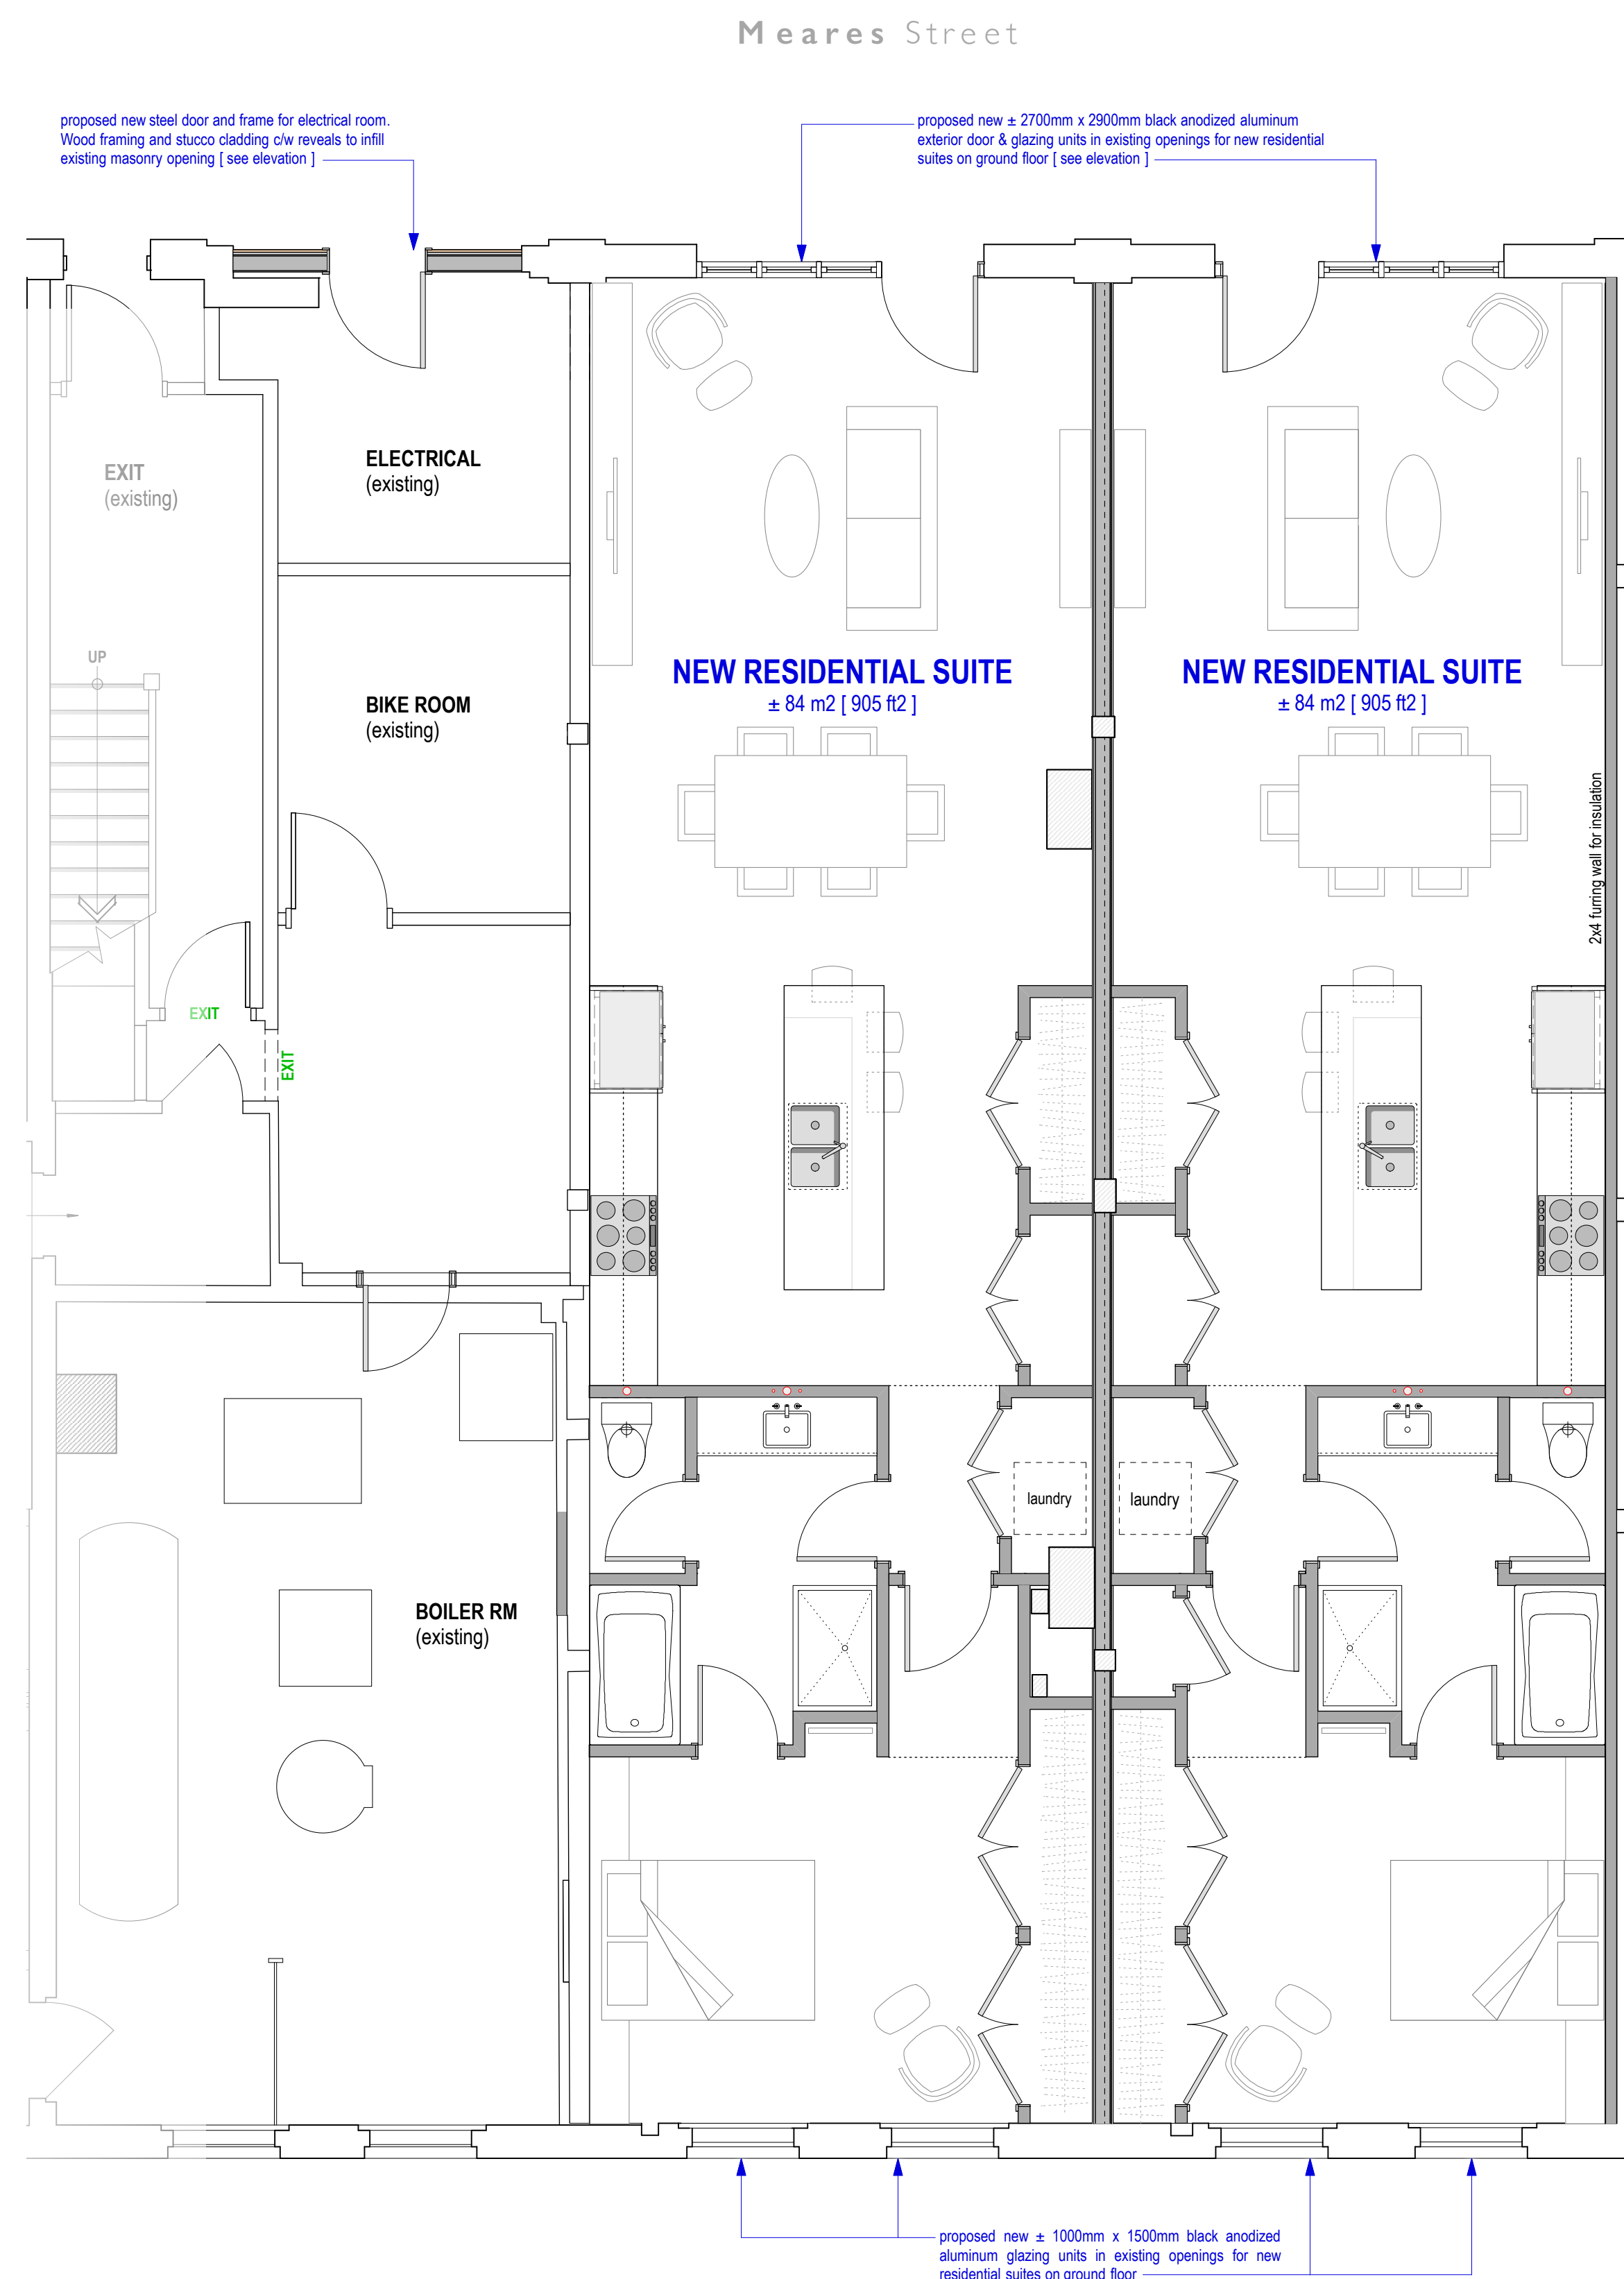 Meares Street
proposed new steel door and frame for electrical room.
Wood framing and stucco cladding c/w reveals to infill
existing masonry opening [ see elevation ]
proposed new ± 2700mm x 2900mm black anodized aluminum
exterior door & glazing units in existing openings for new residential
suites on ground floor [ see elevation ]
EXIT
(existing)
ELECTRICAL
(existing)
UP
BIKE ROOM
(existing)
NEW RESIDENTIAL SUITE
± 84 m2 [ 905 ft2 ]
NEW RESIDENTIAL SUITE
± 84 m2 [ 905 ft2 ]
2x4 furring wall for insulation
EXIT
EXIT
laundry
laundry
BOILER RM
(existing)
proposed new ± 1000mm x 1500mm black anodized
aluminum glazing units in existing openings for new
residential suites on ground floor